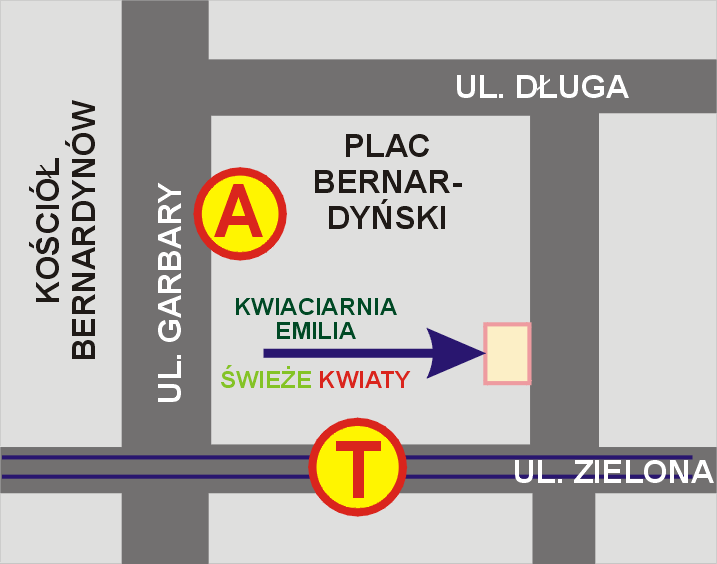 UL. DŁUGA
PLAC
BERNAR-
DYŃSKI
KOŚCIÓŁ
BERNARDYNÓW
UL. GARBARY
A
KWIACIARNIA
EMILIA
ŚWIEŻE KWIATY
T
UL. ZIELONA